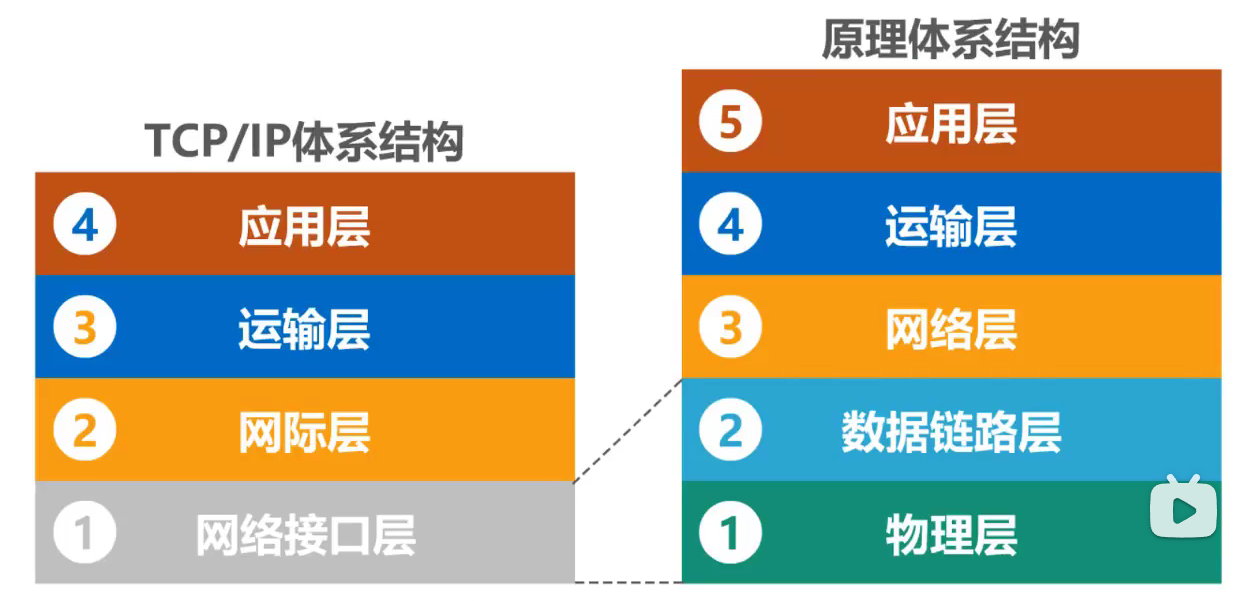 TCP/IP体系结构
4 应用层
3 运输层
2 网际层
1 网络接口层
原理体系结构
5 应用层
4 运输层
3 网络层
2 数据链路层
1 物理层